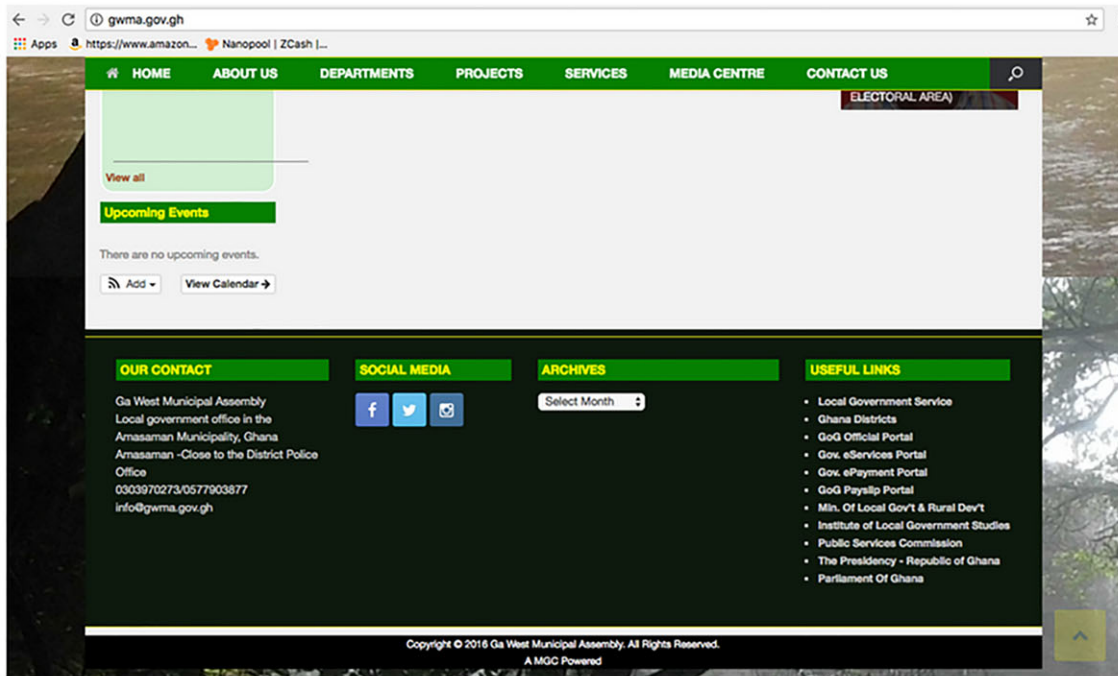 gwma.gov.gh
Apps
https://www.amazon...
Nanopool | ZCash |...
HOME
ABOUT US
DEPARTMENTS
PROJECTS
SERVICES
MEDIA CENTRE
CONTACT US
ELECTORAL AREA)
View all
Upcoming Events
There are no upcoming events.
Add
View Calendar
OUR CONTACT
Ga West Municipal Assembly
Local government office in the
Amasaman Municipality, Ghana
Amasaman -Close to the District Police
Office
0303970273/0577903877
info@gwma.gov.gh
SOCIAL MEDIA
ARCHIVES
Select Month
USEFUL LINKS
Local Government Service
Ghana Districts
GoG Official Portal
Gov. eServices Portal
Gov. ePayment Portal
GoG Payslip Portal
Min. Of Local Gov't & Rural Dev't
Institute of Local Government Studies
Public Services Commission
The Presidency - Republic of Ghana
Parliament Of Ghana
Copyright © 2016 Ga West Municipal Assembly. All Rights Reserved.
A MGC Powered